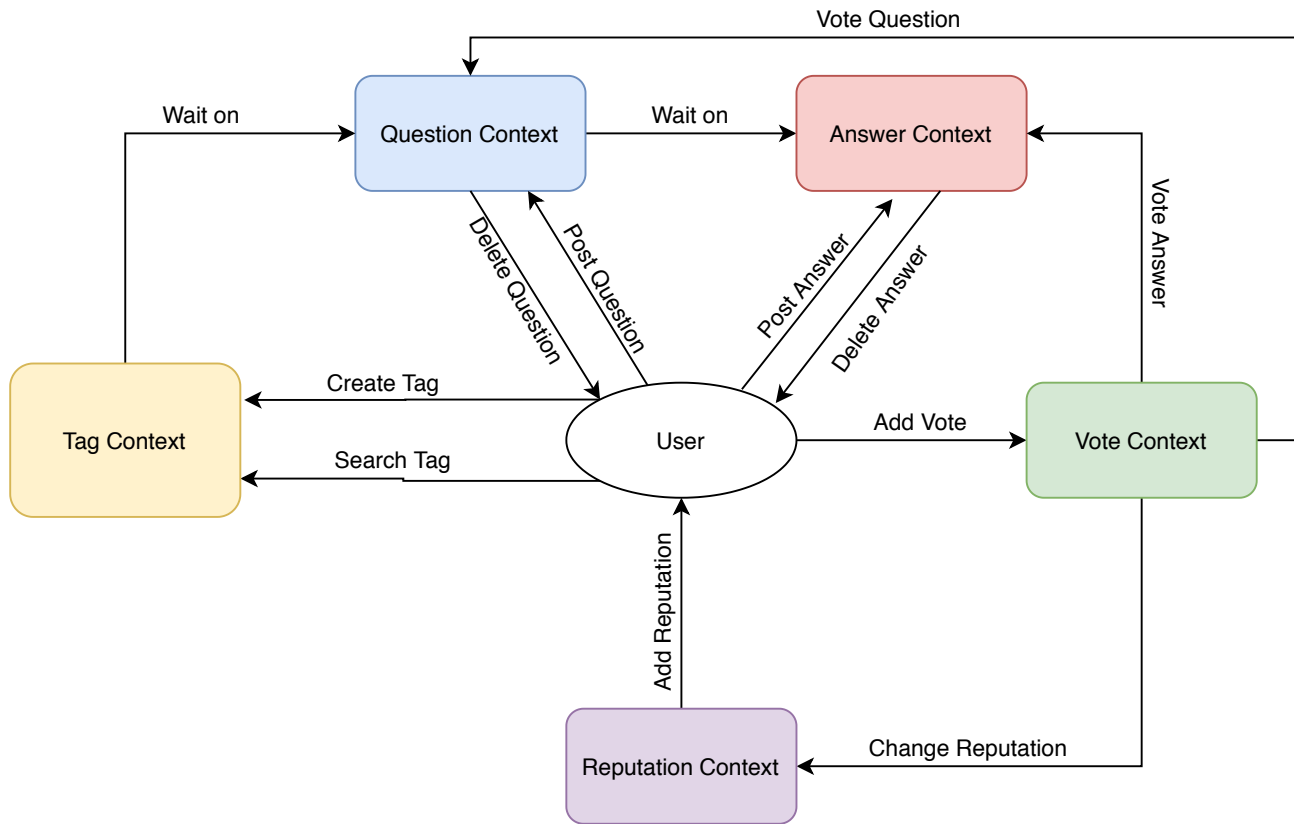 Vote Question
Wait on
Question Context
Wait on
Answer Context
Delete Question
Post Question
Post Answer
Delete Answer
Vote Answer
Create Tag
Tag Context
Search Tag
User
Add Vote
Vote Context
Add Reputation
Reputation Context
Change Reputation